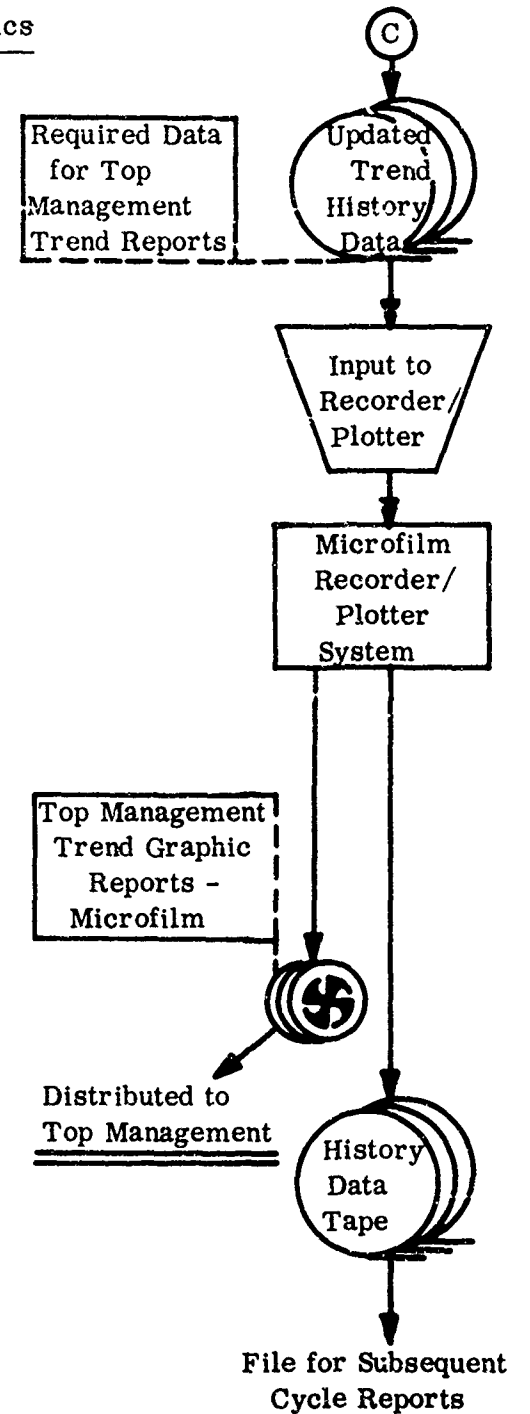 C
Required Data
for Top
Management
Trend Reports
Updated
Trend
History
Data
Input to
Recorder/
Plotter
Microfilm
Recorder/
Plotter
System
Top Management
Trend Graphic
Reports -
Microfilm
Distributed to
Top Management
History
Data
Tape
File for Subsequent
Cycle Reports